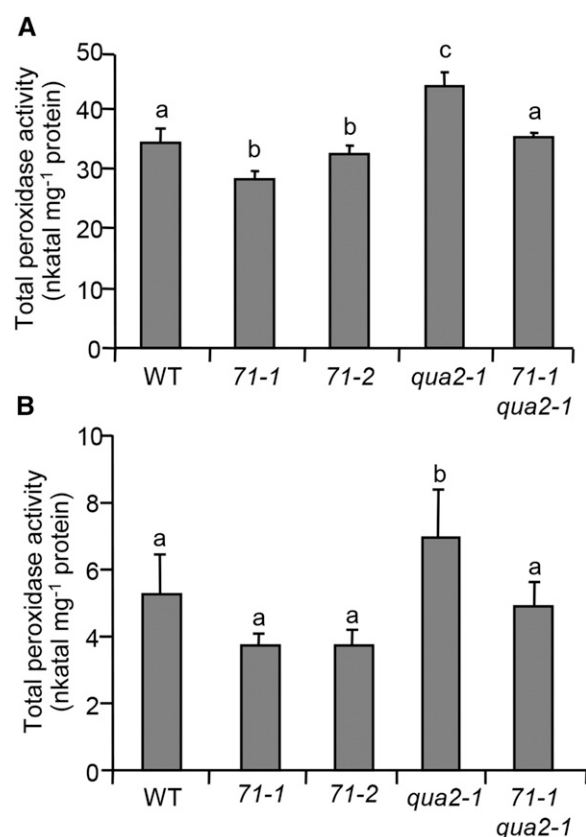 A
Total peroxidase activity
(nkatal mg⁻¹ protein)
50
40
30
20
10
0
a
b
b
c
a
WT
71-1
71-2
qua2-1
71-1
qua2-1
B
Total peroxidase activity
(nkatal mg⁻¹ protein)
10
8
6
4
2
0
a
a
a
b
a
WT
71-1
71-2
qua2-1
71-1
qua2-1